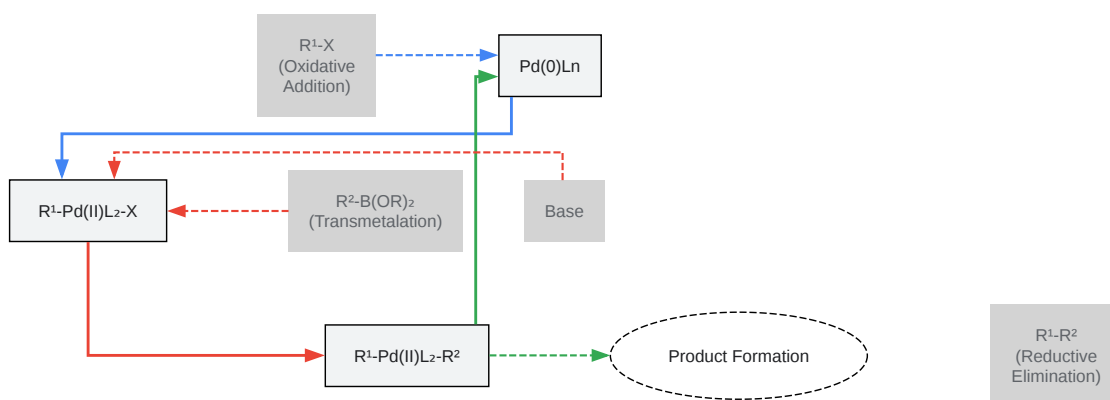 R¹-X
(Oxidative
Addition)
Pd(0)Ln
R¹-Pd(II)L₂-X
R²-B(OR)₂
(Transmetalation)
Base
R¹-Pd(II)L₂-R²
Product Formation
R¹-R²
(Reductive
Elimination)